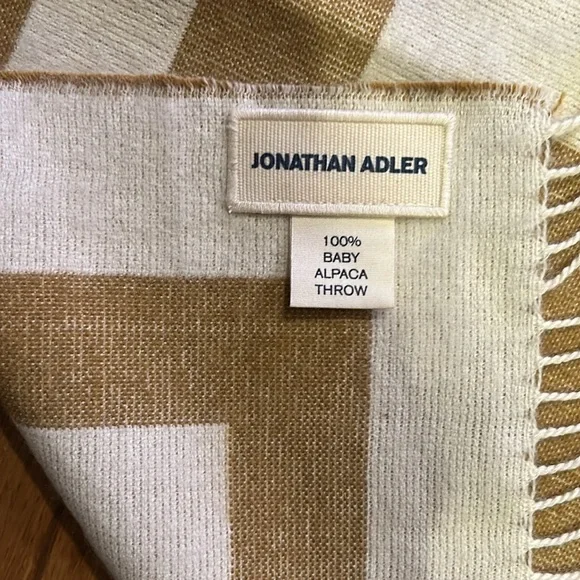 JONATHAN ADLER
100%
BABY
ALPACA
THROW